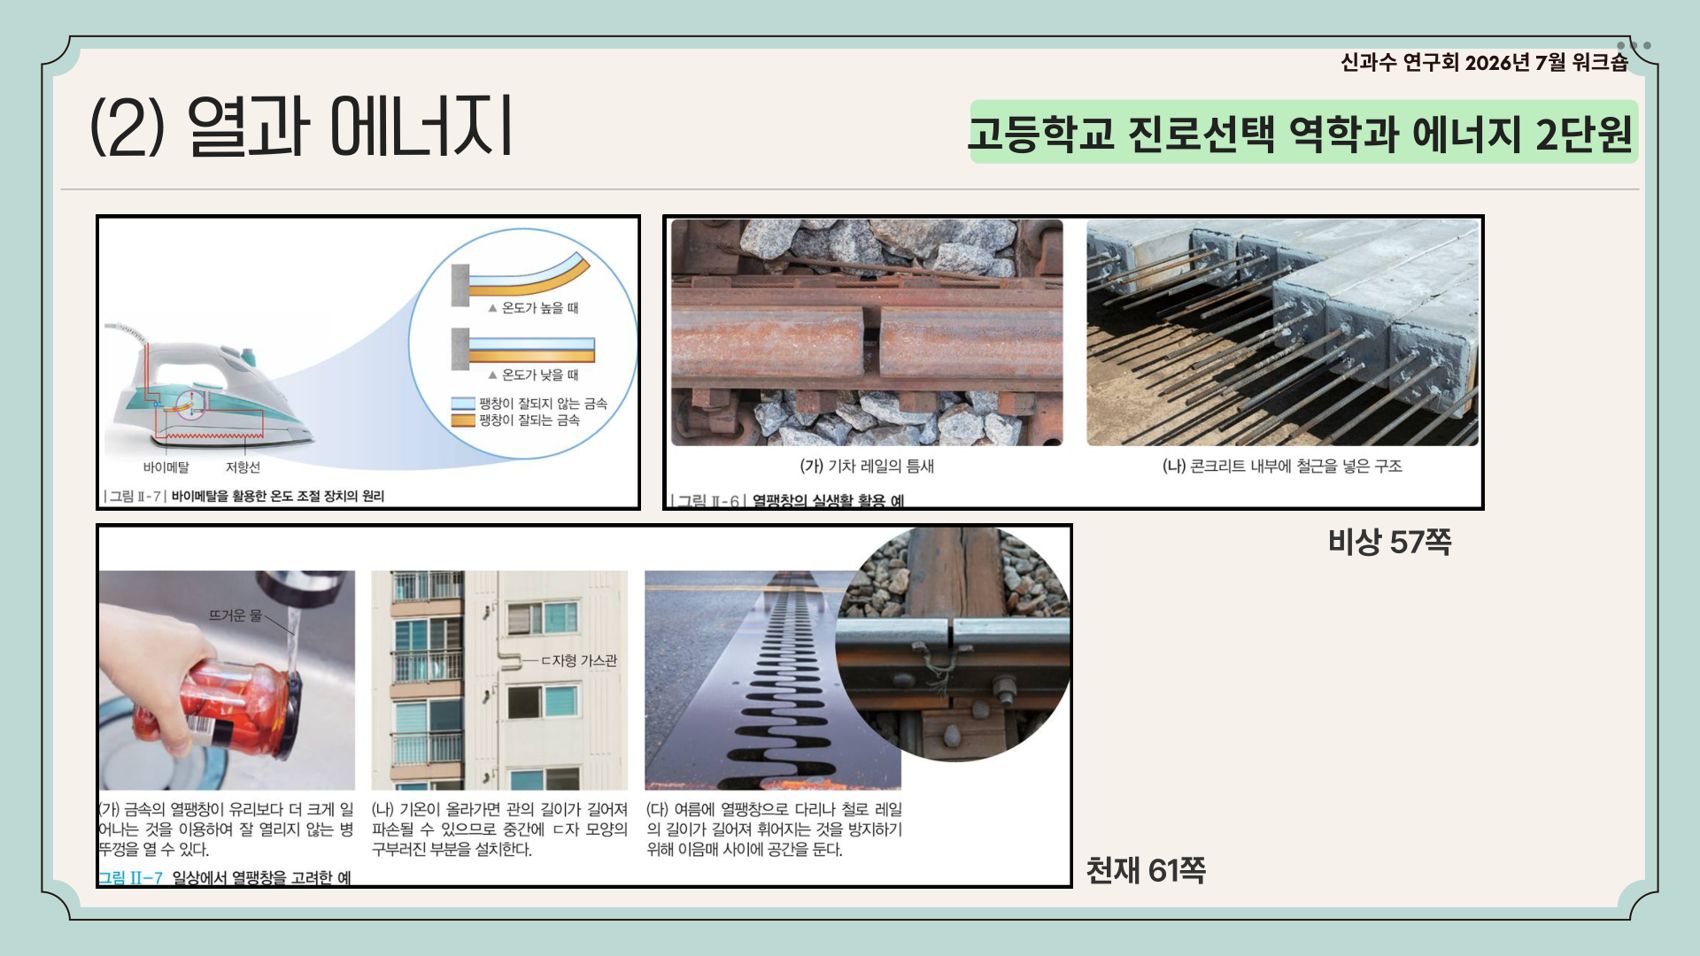 신과수 연구회 2026년 7월 워크숍
(2) 열과 에너지
고등학교 진로선택 역학과 에너지 2단원
▲ 온도가 높을 때
▲ 온도가 낮을 때
팽창이 잘되지 않는 금속
팽창이 잘되는 금속
바이메탈
저항선
|그림 Ⅱ-7| 바이메탈을 활용한 온도 조절 장치의 원리
(가) 기차 레일의 틈새
(나) 콘크리트 내부에 철근을 넣은 구조
|그림 Ⅱ-6| 열팽창의 실생활 활용 예
비상 57쪽
뜨거운 물
ㄷ자형 가스관
(가) 금속의 열팽창이 유리보다 더 크게 일
어나는 것을 이용하여 잘 열리지 않는 병
뚜껑을 열 수 있다.
(나) 기온이 올라가면 관의 길이가 길어져
파손될 수 있으므로 중간에 ㄷ자 모양의
구부러진 부분을 설치한다.
(다) 여름에 열팽창으로 다리나 철로 레일
의 길이가 길어져 휘어지는 것을 방지하기
위해 이음매 사이에 공간을 둔다.
그림 Ⅱ-7 일상에서 열팽창을 고려한 예
천재 61쪽